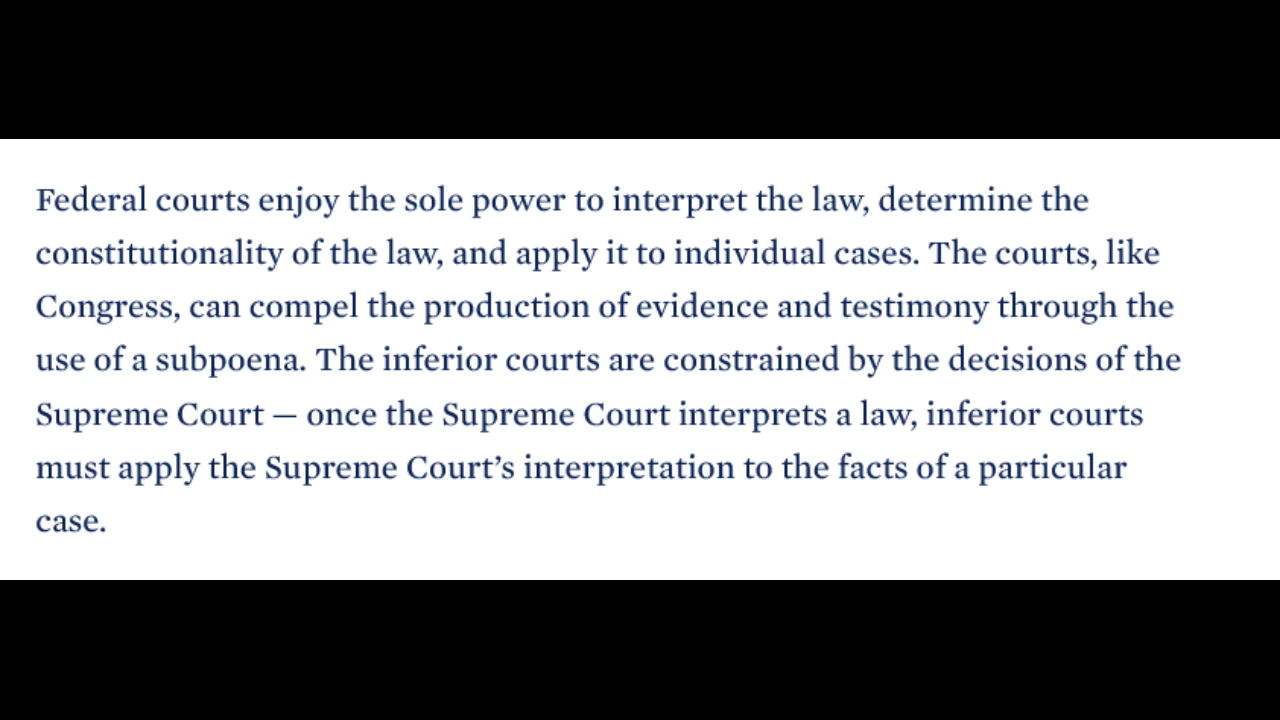 Federal courts enjoy the sole power to interpret the law, determine the
constitutionality of the law, and apply it to individual cases. The courts, like
Congress, can compel the production of evidence and testimony through the
use of a subpoena. The inferior courts are constrained by the decisions of the
Supreme Court — once the Supreme Court interprets a law, inferior courts
must apply the Supreme Court’s interpretation to the facts of a particular
case.